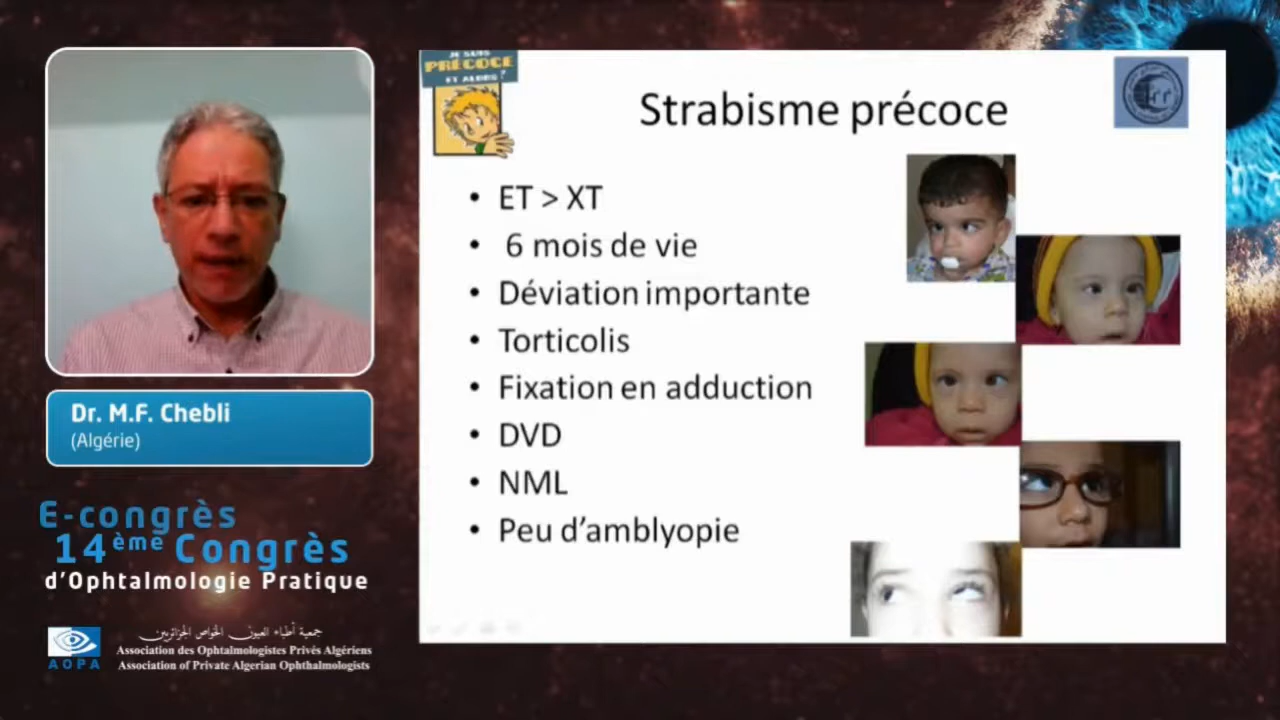 JE SUIS
PRÉCOCE
ET ALORS?
Strabisme précoce
• ET > XT
• 6 mois de vie
• Déviation importante
• Torticolis
• Fixation en adduction
• DVD
• NML
• Peu d'amblyopie
Dr. M.F. Chebli
(Algérie)
E-congrès
14ème Congrès
d'Ophtalmologie Pratique
جمعية أطباء العيون الخواص الجزائريين
Association des Ophtalmologistes Privés Algériens
Association of Private Algerian Ophthalmologists
AOPA